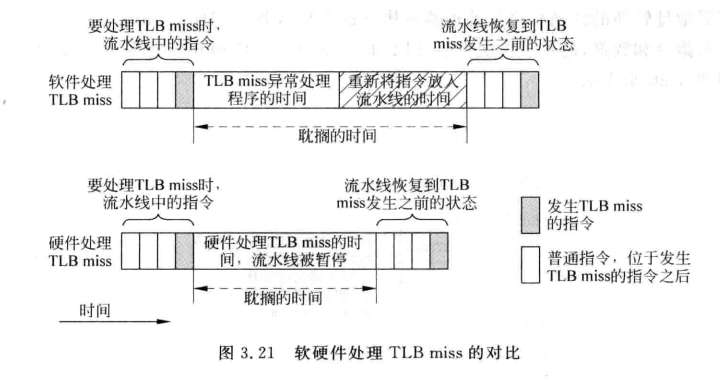 要处理TLB miss时，
流水线中的指令
流水线恢复到TLB
miss发生之前的状态
软件处理
TLB miss
TLB miss异常处理
程序的时间
重新将指令放入
流水线的时间
耽搁的时间
要处理TLB miss时，
流水线中的指令
流水线恢复到TLB
miss发生之前的状态
硬件处理
TLB miss
硬件处理TLB miss的时
间，流水线被暂停
耽搁的时间
发生TLB miss
的指令
普通指令，位于发生
TLB miss的指令之后
时间
图 3.21 软硬件处理 TLB miss 的对比